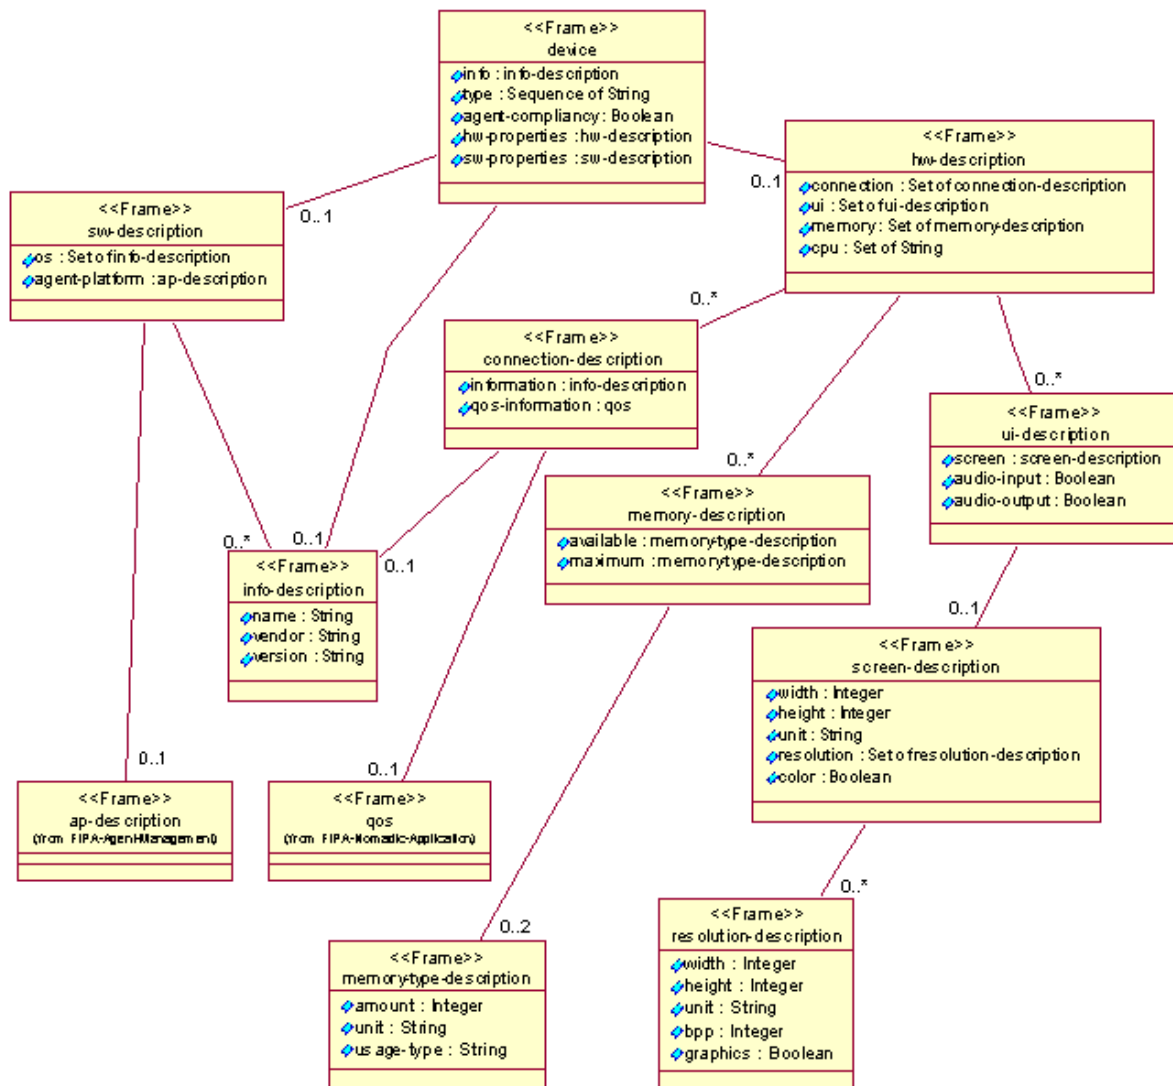 <<Frame>>
device
info : info-description
type : Sequence of String
agent-compliancy : Boolean
hw-properties : hw-description
sw-properties : sw-description
0..1
0..1
<<Frame>>
hw-description
connection : Set of connection-description
ui : Set of ui-description
memory : Set of memory-description
cpu : Set of String
<<Frame>>
sw-description
os : Set of info-description
agent-platform : ap-description
0..*
0..*
0..*
<<Frame>>
connection-description
information : info-description
qos-information : qos
<<Frame>>
ui-description
screen : screen-description
audio-input : Boolean
audio-output : Boolean
<<Frame>>
memory-description
available : memory-type-description
maximum : memory-type-description
0..*
0..1
0..1
0..1
<<Frame>>
info-description
name : String
vendor : String
version : String
<<Frame>>
screen-description
width : Integer
height : Integer
unit : String
resolution : Set of resolution-description
color : Boolean
0..1
0..1
<<Frame>>
ap-description
(from FIPA-Agent-Management)
<<Frame>>
qos
(from FIPA-Nomadic-Application)
0..2
0..*
<<Frame>>
memory-type-description
amount : Integer
unit : String
usage-type : String
<<Frame>>
resolution-description
width : Integer
height : Integer
unit : String
bpp : Integer
graphics : Boolean